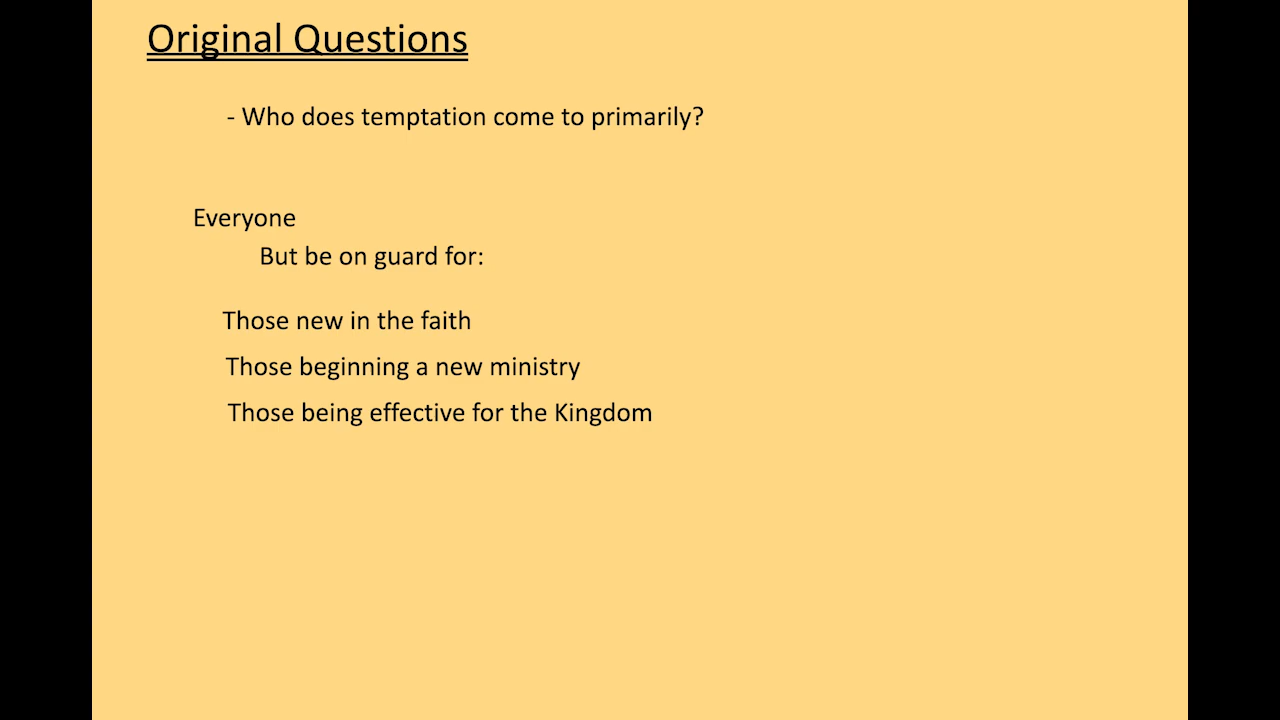 Original Questions
- Who does temptation come to primarily?
Everyone
But be on guard for:
Those new in the faith
Those beginning a new ministry
Those being effective for the Kingdom